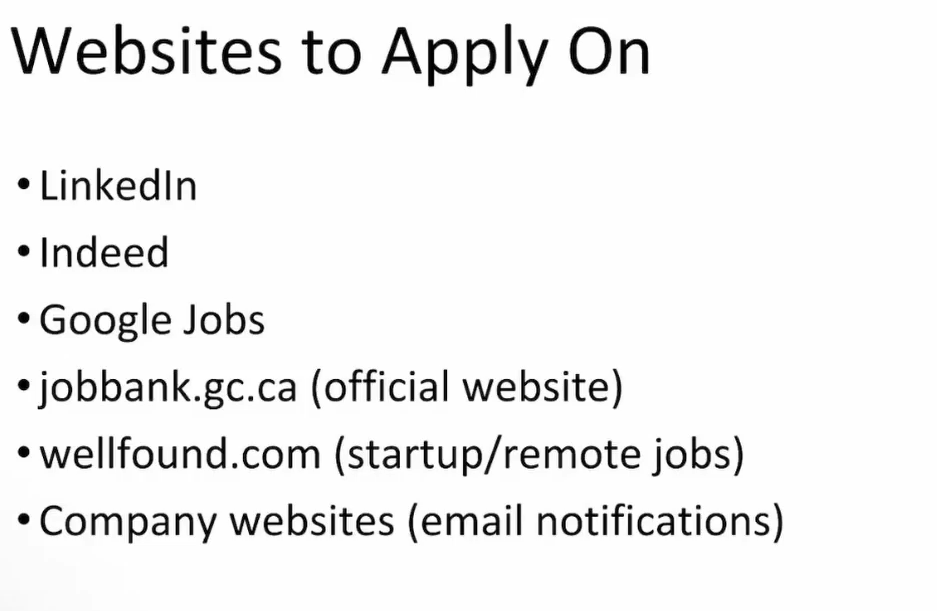 Websites to Apply On
• LinkedIn
• Indeed
• Google Jobs
• jobbank.gc.ca (official website)
• wellfound.com (startup/remote jobs)
• Company websites (email notifications)